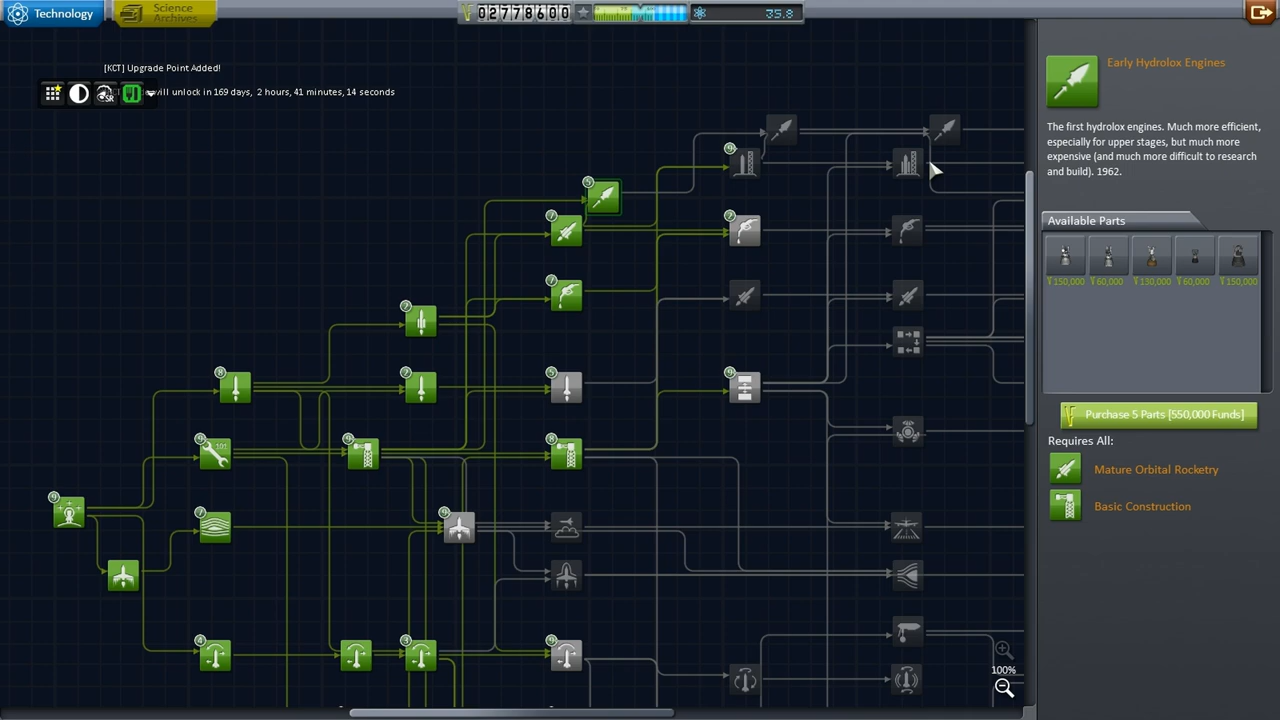 Technology
Science
Archives
02778600
35.8
[KCT] Upgrade Point Added!
will unlock in 169 days, 2 hours, 41 minutes, 14 seconds
Early Hydrolox Engines
The first hydrolox engines. Much more efficient,
especially for upper stages, but much more
expensive (and much more difficult to research
and build). 1962.
Available Parts
150,000
60,000
130,000
60,000
150,000
Purchase 5 Parts [550,000 Funds]
Requires All:
Mature Orbital Rocketry
Basic Construction
101
100%